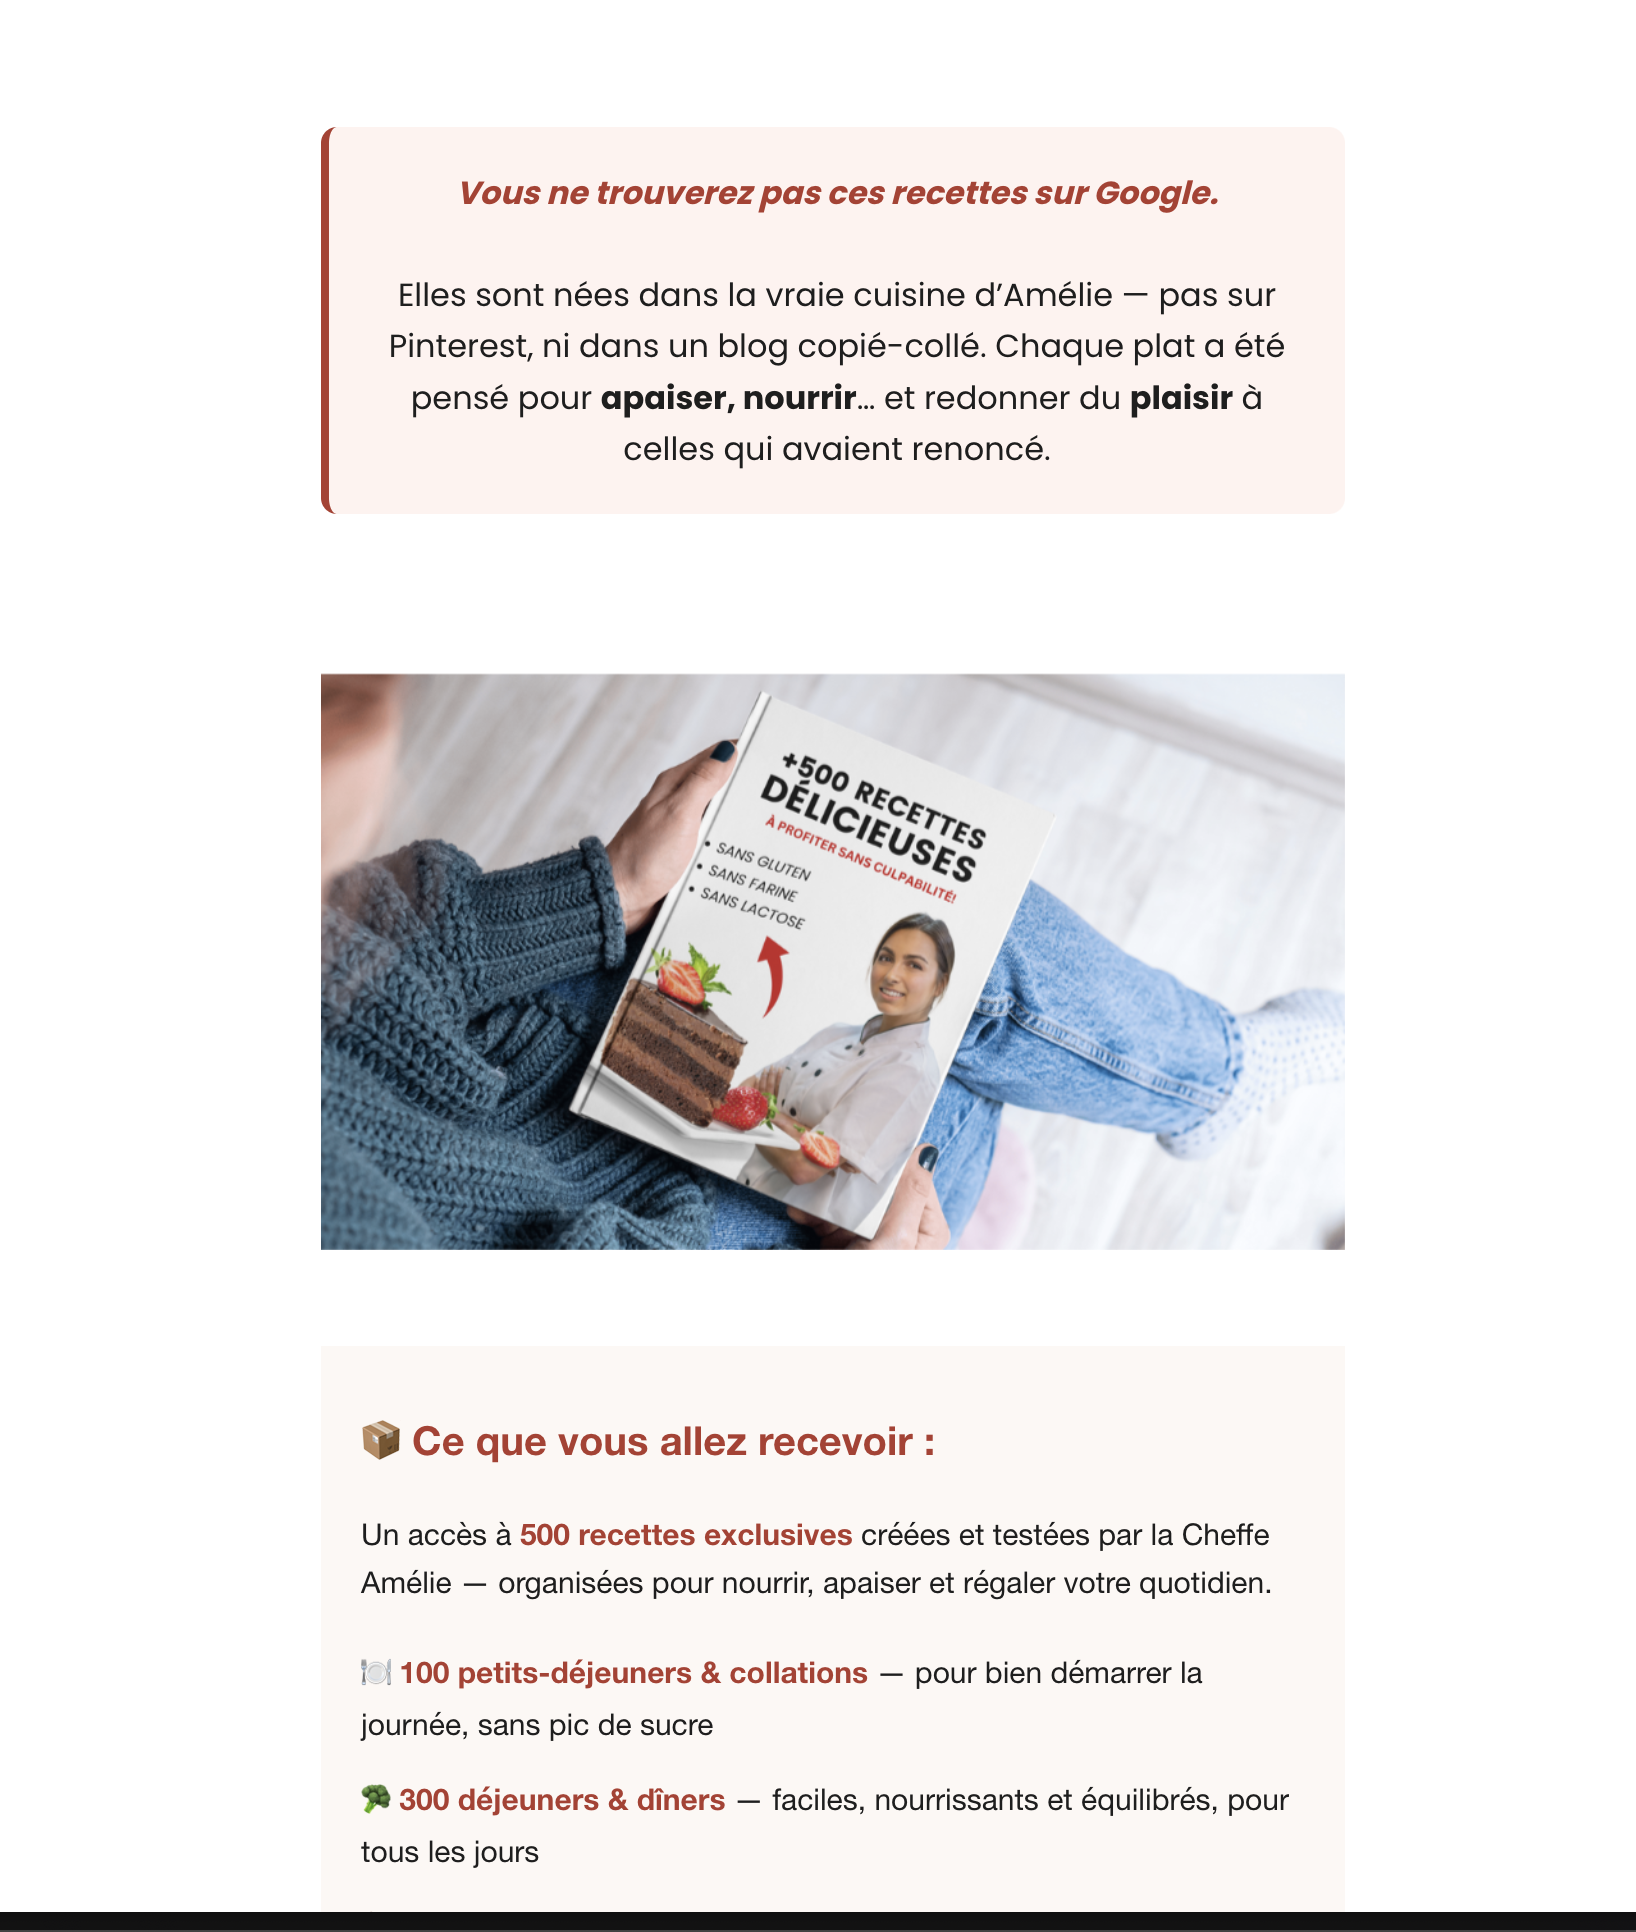 Vous ne trouverez pas ces recettes sur Google.
Elles sont nées dans la vraie cuisine d’Amélie — pas sur
Pinterest, ni dans un blog copié-collé. Chaque plat a été
pensé pour apaiser, nourrir... et redonner du plaisir à
celles qui avaient renoncé.
+500 RECETTES
DÉLICIEUSES
À PROFITER SANS CULPABILITÉ!
• SANS GLUTEN
• SANS FARINE
• SANS LACTOSE
📦 Ce que vous allez recevoir :
Un accès à 500 recettes exclusives créées et testées par la Cheffe
Amélie — organisées pour nourrir, apaiser et régaler votre quotidien.
🍽️ 100 petits-déjeuners & collations — pour bien démarrer la
journée, sans pic de sucre
🥦 300 déjeuners & dîners — faciles, nourrissants et équilibrés, pour
tous les jours